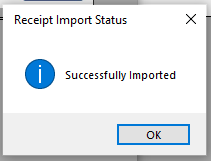 Receipt Import Status
Successfully Imported
OK